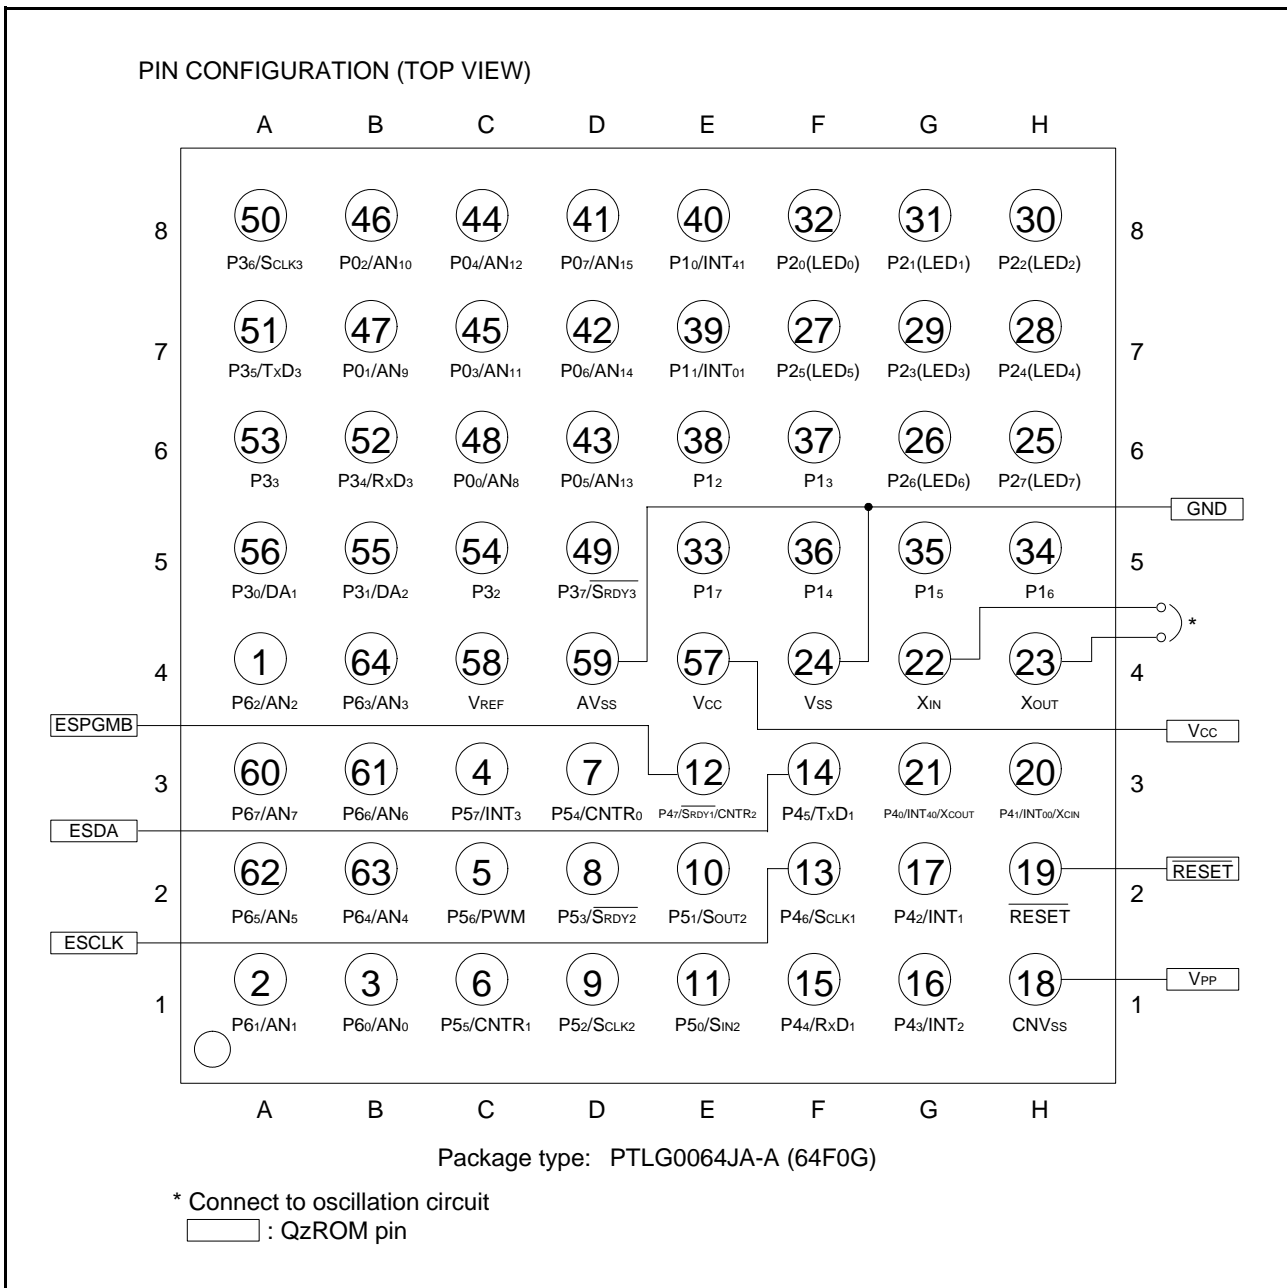 PIN CONFIGURATION (TOP VIEW)
A B C D E F G H
8 50 46 44 41 40 32 31 30 8
P36/SCLK3 P02/AN10 P04/AN12 P07/AN15 P10/INT41 P20(LED0) P21(LED1) P22(LED2)
7 51 47 45 42 39 27 29 28 7
P35/TxD3 P01/AN9 P03/AN11 P06/AN14 P11/INT01 P25(LED5) P23(LED3) P24(LED4)
6 53 52 48 43 38 37 26 25 6
P33 P34/RxD3 P00/AN8 P05/AN13 P12 P13 P26(LED6) P27(LED7)
GND
5 56 55 54 49 33 36 35 34 5
P30/DA1 P31/DA2 P32 P37/SRDY3 P17 P14 P15 P16
*
4 1 64 58 59 57 24 22 23 4
P62/AN2 P63/AN3 VREF AVSS VCC VSS XIN XOUT
ESPGMB VCC
3 60 61 4 7 12 14 21 20 3
P67/AN7 P66/AN6 P57/INT3 P54/CNTR0 P47/SRDY1/CNTR2 P45/TxD1 P40/INT40/XCOUT P41/INT00/XCIN
ESDA
2 62 63 5 8 10 13 17 19 2 RESET
P65/AN5 P64/AN4 P56/PWM P53/SRDY2 P51/SOUT2 P46/SCLK1 P42/INT1 RESET
ESCLK
1 2 3 6 9 11 15 16 18 1 VPP
P61/AN1 P60/AN0 P55/CNTR1 P52/SCLK2 P50/SIN2 P44/RxD1 P43/INT2 CNVSS
A B C D E F G H
Package type: PTLG0064JA-A (64F0G)
* Connect to oscillation circuit
: QzROM pin